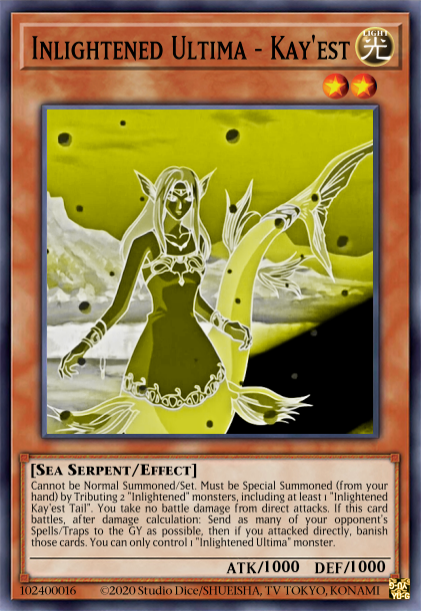 Inlightened Ultima - Kay'est
LIGHT
光
[Sea Serpent/Effect]
Cannot be Normal Summoned/Set. Must be Special Summoned (from your
hand) by Tributing 2 "Inlightened" monsters, including at least 1 "Inlightened
Kay'est Tail". You take no battle damage from direct attacks. If this card
battles, after damage calculation: Send as many of your opponent's
Spells/Traps to the GY as possible, then if you attacked directly, banish
those cards. You can only control 1 "Inlightened Ultima" monster.
ATK/1000 DEF/1000
102400016 ©2020 Studio Dice/SHUEISHA, TV TOKYO, KONAMI